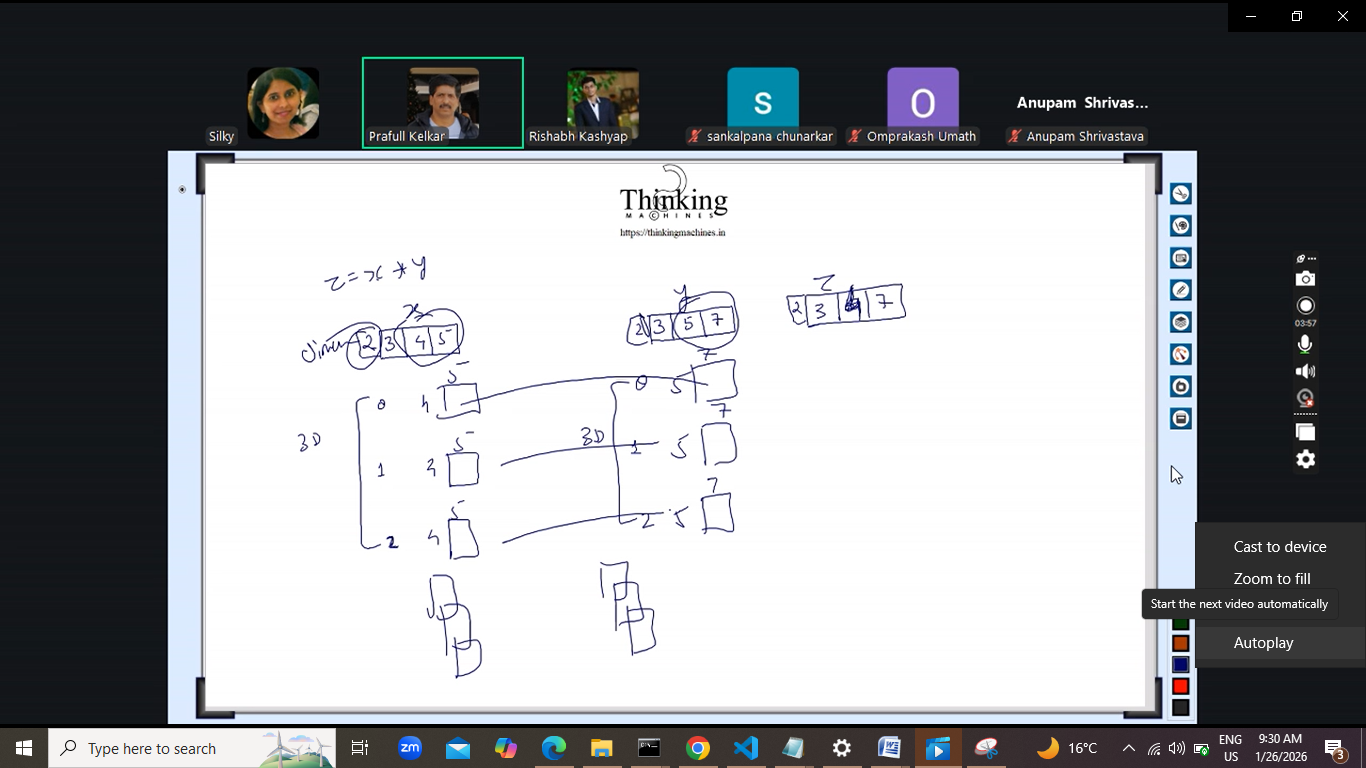 Anupam Shrivas...
Silky
Prafull Kelkar
Rishabh Kashyap
S
sankalpana chunarkar
O
Omprakash Umath
Anupam Shrivastava
Thinking
MACHINES
https://thinkingmachines.in
z = x * y
x
2 3 4 5
y
2 3 5 7
z
2 3 4 7
3D
0 4 5
1 5
2 4 5
3D
0 5 7
1 5 7
2 5 7
03:57
Cast to device
Zoom to fill
Start the next video automatically
Autoplay
Type here to search
zm
16°C
ENG
US
9:30 AM
1/26/2026
3